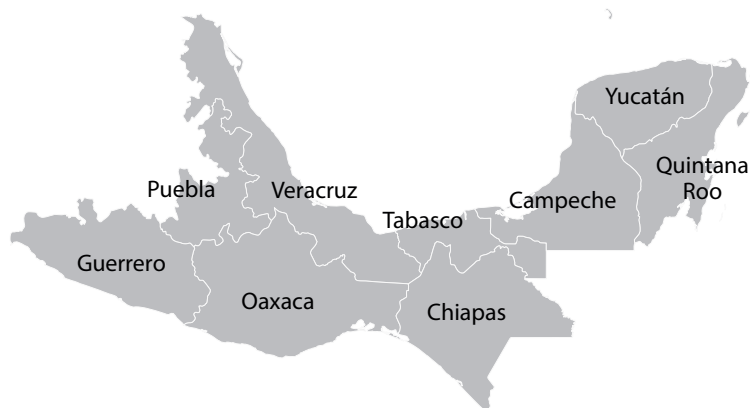 Yucatán
Quintana
Roo
Puebla
Veracruz
Campeche
Tabasco
Guerrero
Oaxaca
Chiapas